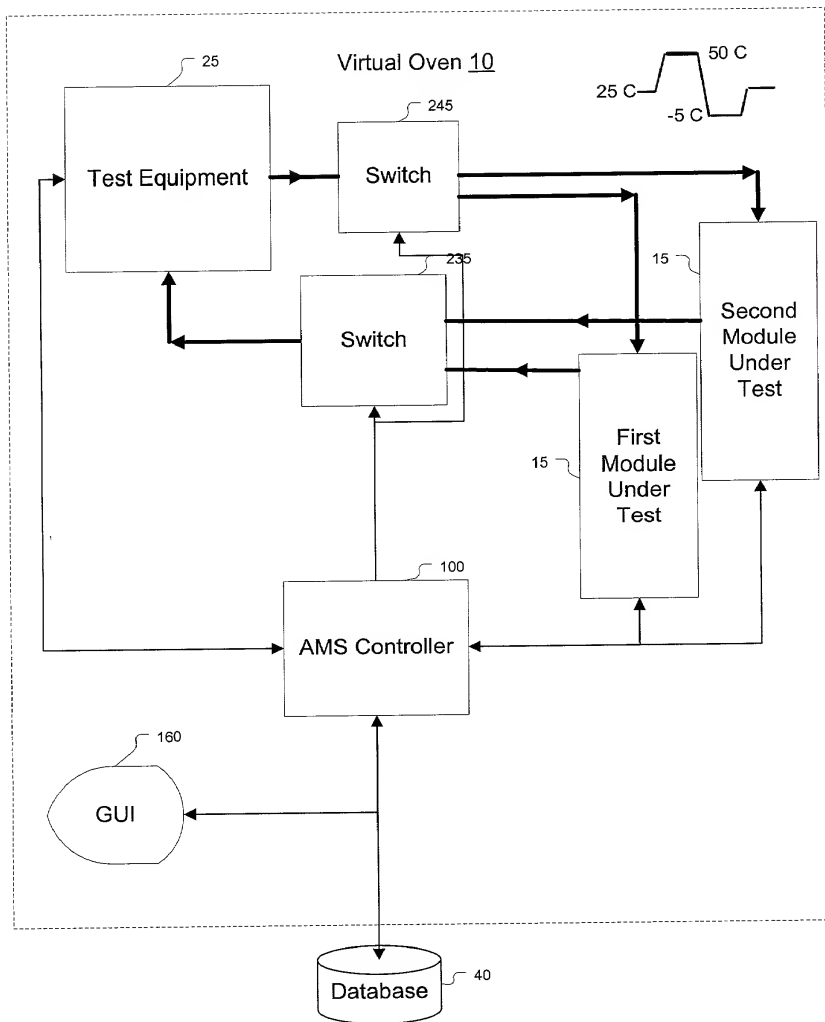 25
Virtual Oven 10
50 C
25 C
-5 C
245
Test Equipment
Switch
235
15
Switch
Second
Module
Under
Test
15
First
Module
Under
Test
100
AMS Controller
160
GUI
Database
40